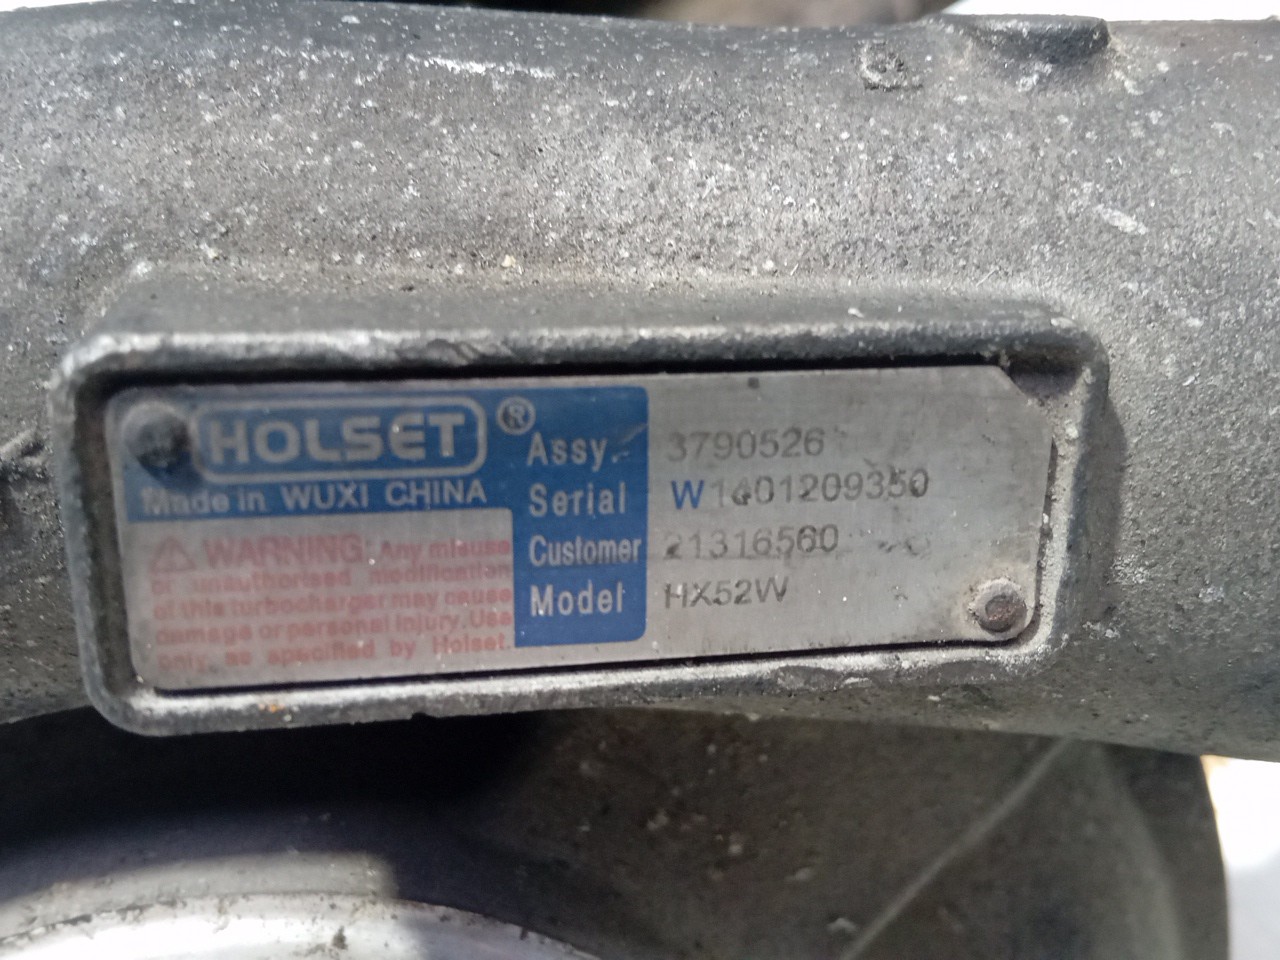 HOLSET ®
Made in WUXI CHINA
WARNING: Any misuse
or unauthorised modification
of this turbocharger may cause
damage or personal injury. Use
only, as specified by Holset.
Assy. 3790526
Serial W1401209350
Customer 21316560
Model HX52W